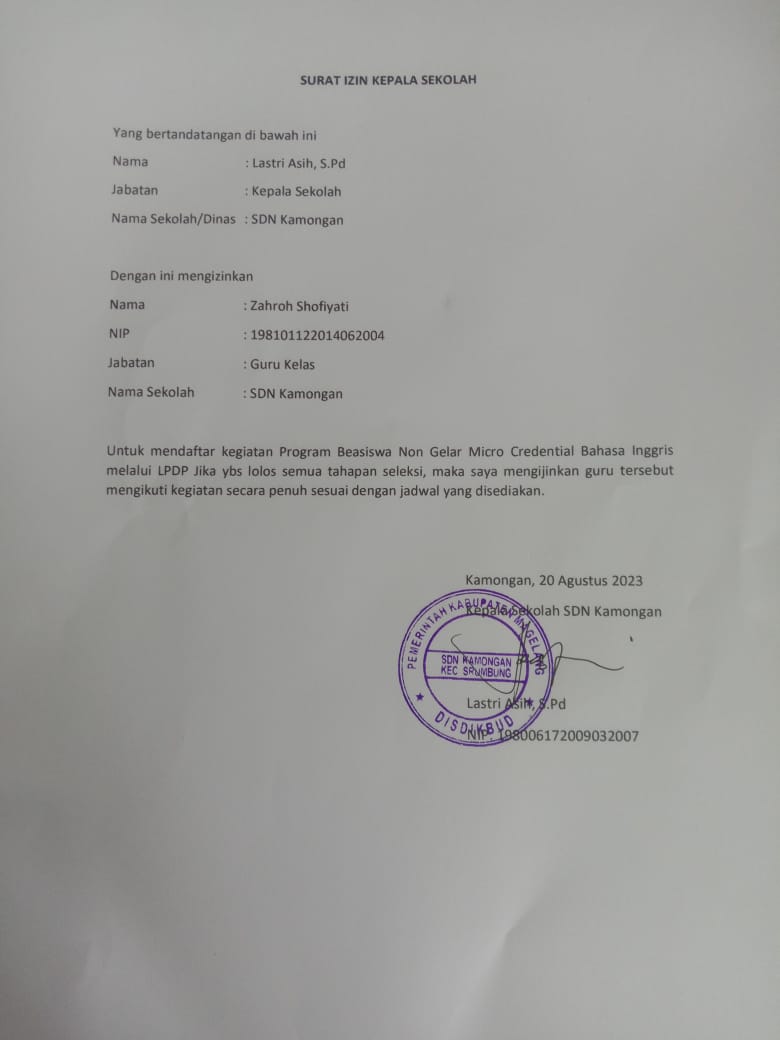 SURAT IZIN KEPALA SEKOLAH
Yang bertandatangan di bawah ini
Nama : Lastri Asih, S.Pd
Jabatan : Kepala Sekolah
Nama Sekolah/Dinas : SDN Kamongan
Dengan ini mengizinkan
Nama : Zahroh Shofiyati
NIP : 198101122014062004
Jabatan : Guru Kelas
Nama Sekolah : SDN Kamongan
Untuk mendaftar kegiatan Program Beasiswa Non Gelar Micro Credential Bahasa Inggris
melalui LPDP Jika ybs lolos semua tahapan seleksi, maka saya mengijinkan guru tersebut
mengikuti kegiatan secara penuh sesuai dengan jadwal yang disediakan.
Kamongan, 20 Agustus 2023
Kepala Sekolah SDN Kamongan
PEMERINTAH KABUPATEN MAGELANG
SDN KAMONGAN
KEC SRUMBUNG
DISDIKBUD
Lastri Asih, S.Pd
NIP. 198006172009032007